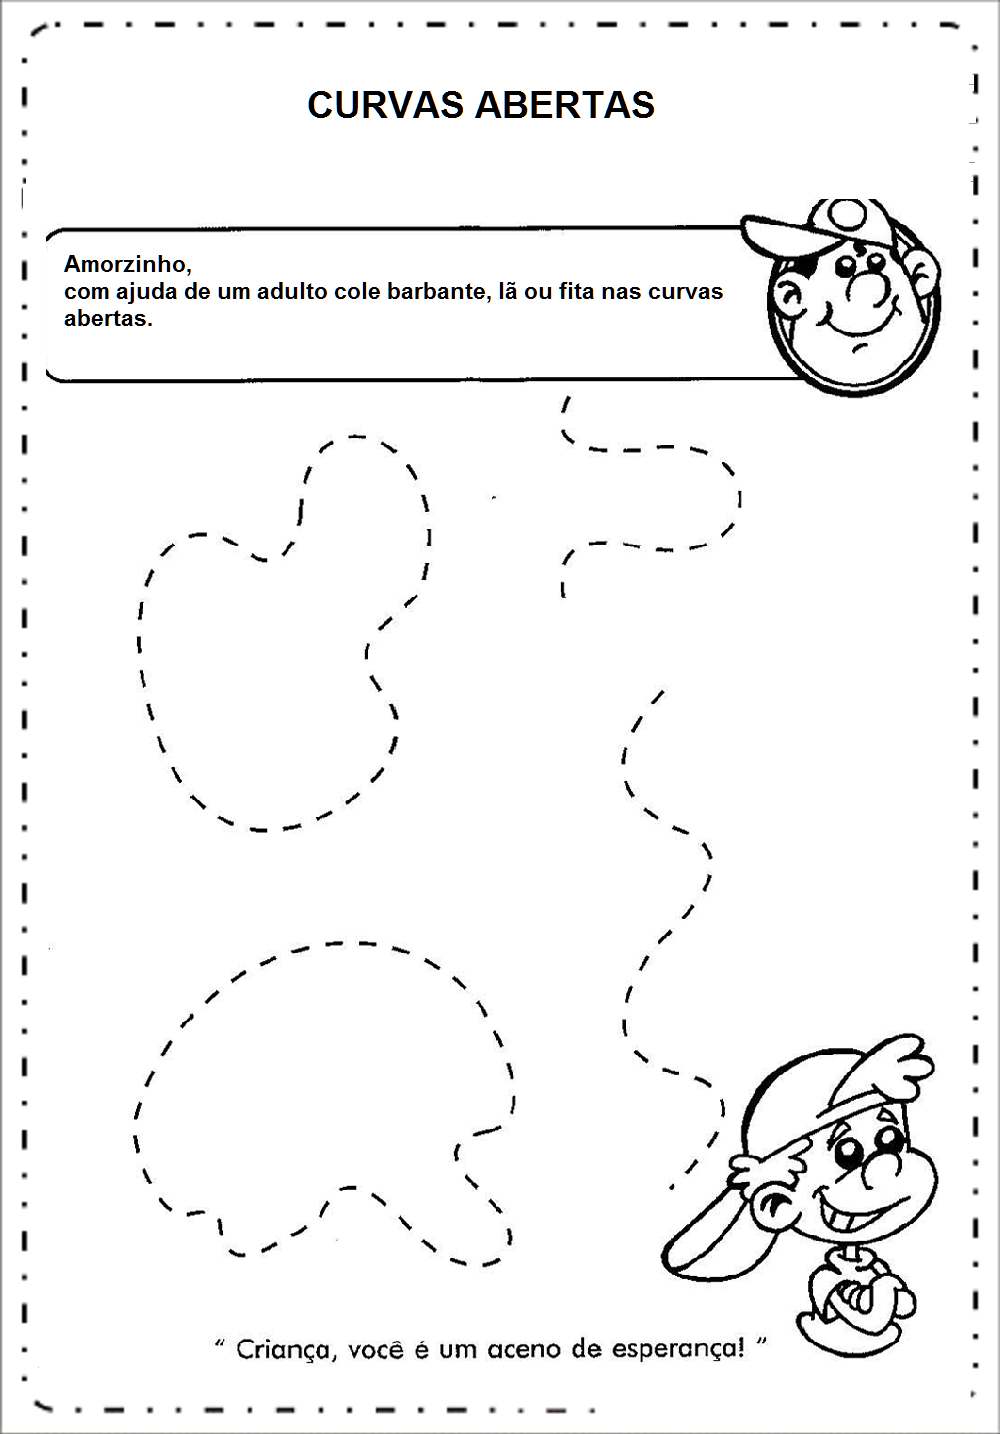 CURVAS ABERTAS
Amorzinho,
com ajuda de um adulto cole barbante, lã ou fita nas curvas
abertas.
“ Criança, você é um aceno de esperança! ”